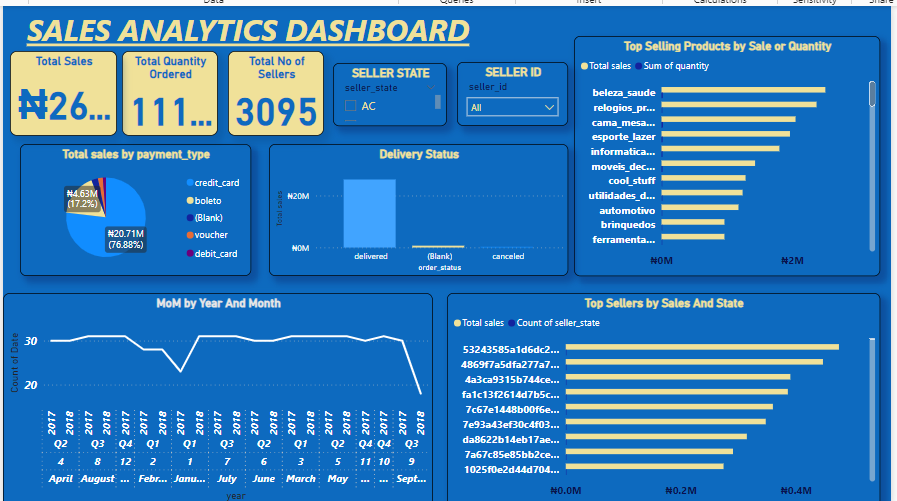 Data Queries Insert Calculations Sensitivity Share
SALES ANALYTICS DASHBOARD
Total Sales
₦26...
Total Quantity
Ordered
111...
Total No of
Sellers
3095
SELLER STATE
seller_state
AC
SELLER ID
seller_id
All
Top Selling Products by Sale or Quantity
Total sales Sum of quantity
beleza_saude
relogios_pr...
cama_mesa...
esporte_lazer
informatica...
moveis_dec...
cool_stuff
utilidades_d...
automotivo
brinquedos
ferramenta...
₦0M ₦2M
Total sales by payment_type
₦4.63M
(17.2%)
₦20.71M
(76.88%)
credit_card
boleto
(Blank)
voucher
debit_card
Delivery Status
Total sales
₦20M
₦0M
delivered (Blank) canceled
order_status
MoM by Year And Month
Count of Date
30
20
2017 2018 2017 2018 2017 2017 2018 2017 2018 2017 2018 2017 2018 2017 2018 2017 2018 2017 2017 2017 2018
Q2 Q3 Q4 Q1 Q1 Q3 Q2 Q1 Q2 Q4 Q4 Q3
4 8 12 2 1 7 6 3 5 11 10 9
April August ... Febr... Janu... July June March May ... ... Sept...
year
Top Sellers by Sales And State
Total sales Count of seller_state
53243585a1d6dc2...
4869f7a5dfa277a7...
4a3ca9315b744ce...
fa1c13f2614d7b5c...
7c67e1448b00f6e...
7e93a43ef30c4f03...
da8622b14eb17ae...
7a67c85e85bb2ce...
1025f0e2d44d704...
₦0.0M ₦0.2M ₦0.4M